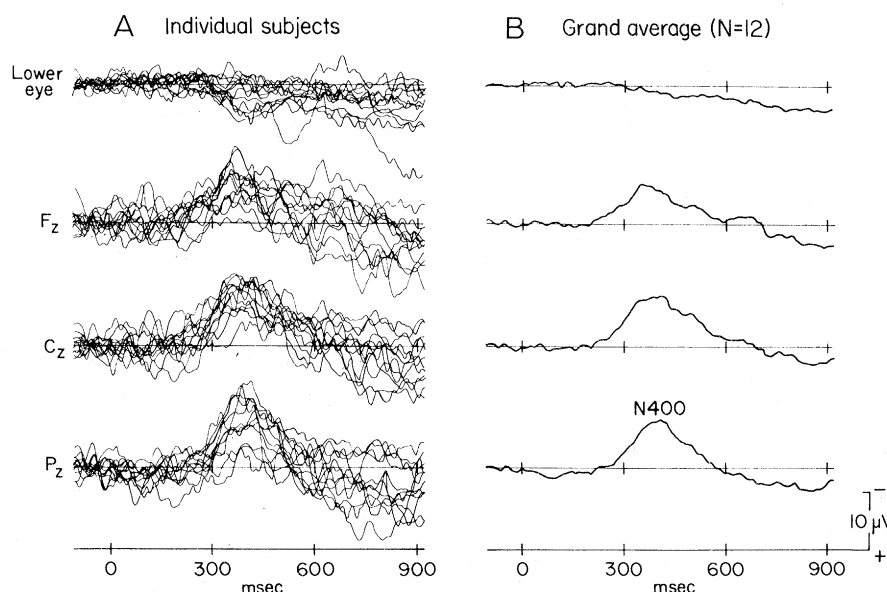 A Individual subjects
B Grand average (N=12)
Lower
eye
Fz
Cz
Pz
N400
−
10 µV
+
0 300 600 900
msec
0 300 600 900
msec